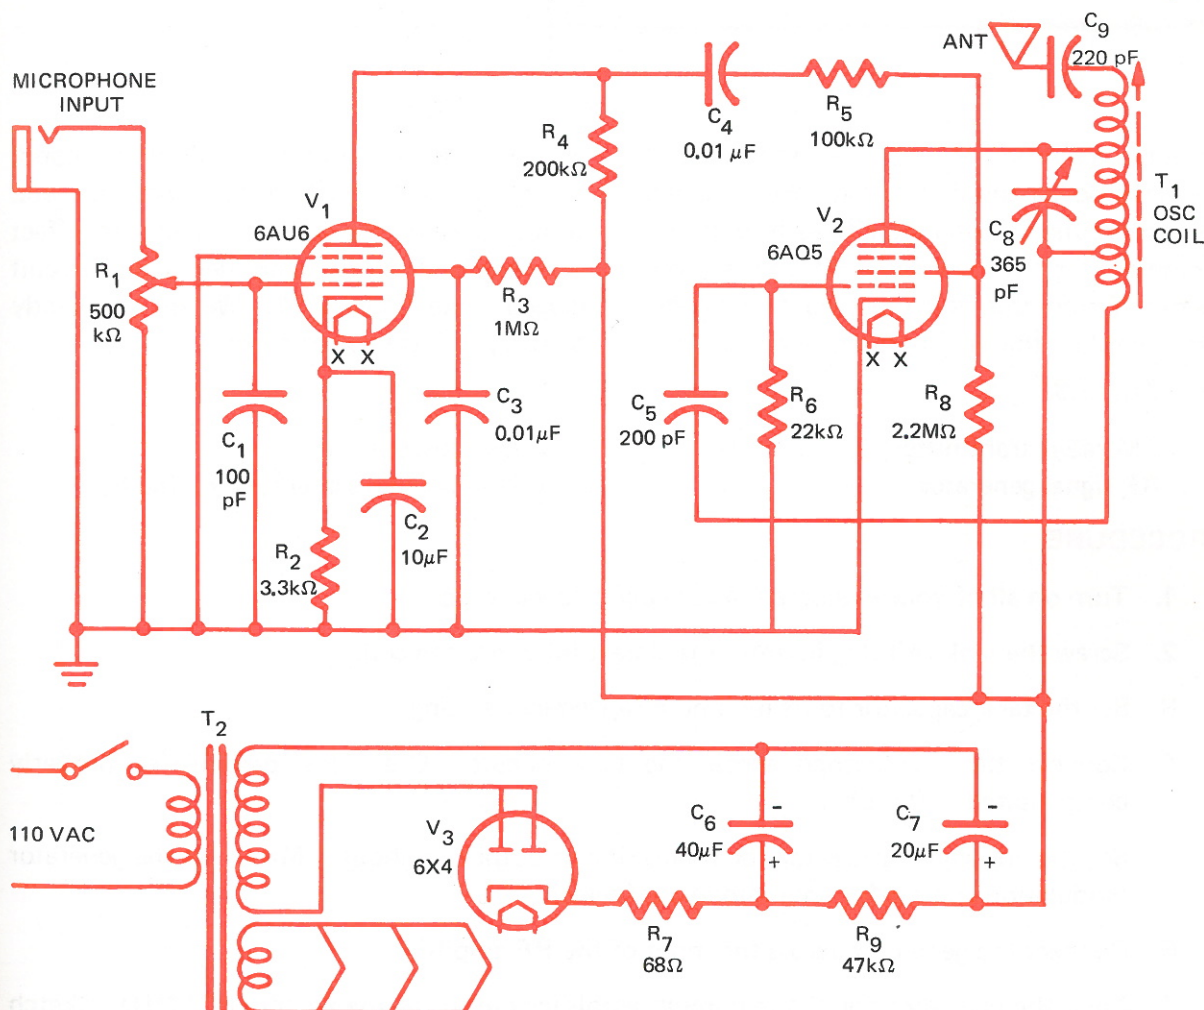 MICROPHONE
INPUT
R1
500
kΩ
C1
100
pF
V1
6AU6
X X
R2
3.3kΩ
C2
10µF
R3
1MΩ
C3
0.01µF
R4
200kΩ
C4
0.01 µF
R5
100kΩ
V2
6AQ5
X X
C5
200 pF
R6
22kΩ
R8
2.2MΩ
ANT
C9
220 pF
C8
365
pF
T1
OSC
COIL
110 VAC
T2
V3
6X4
R7
68Ω
C6
40µF
-
+
R9
47kΩ
C7
20µF
-
+